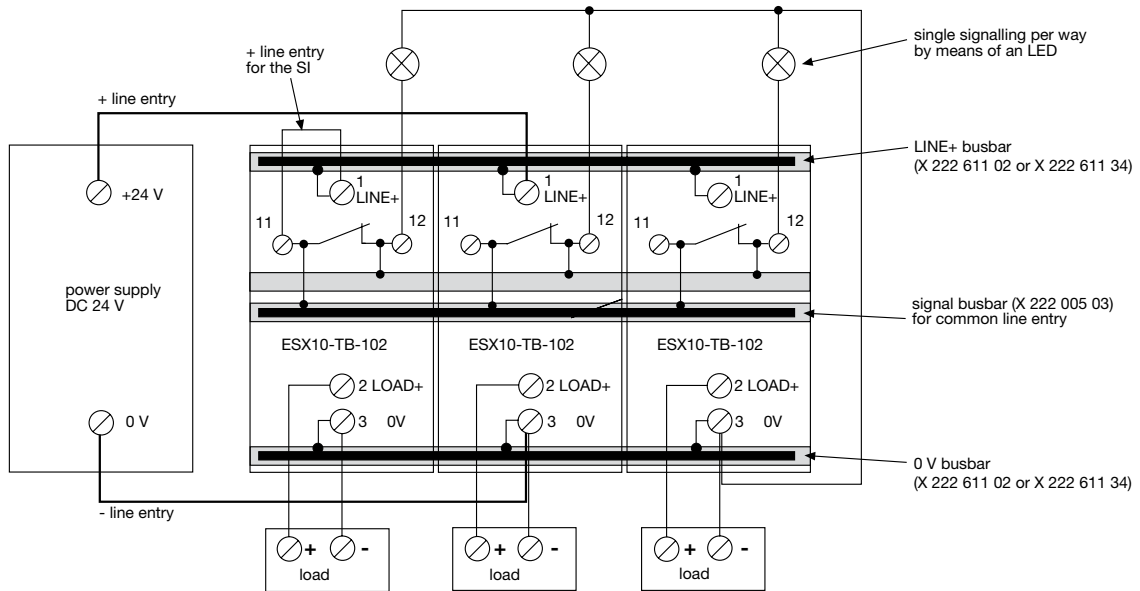 single signalling per way
by means of an LED
+ line entry
for the SI
+ line entry
LINE+ busbar
(X 222 611 02 or X 222 611 34)
+24 V
1
LINE+
1
LINE+
1
LINE+
11
12
11
12
11
12
power supply
DC 24 V
signal busbar (X 222 005 03)
for common line entry
ESX10-TB-102
ESX10-TB-102
ESX10-TB-102
2 LOAD+
2 LOAD+
2 LOAD+
0 V
3 0V
3 0V
3 0V
0 V busbar
(X 222 611 02 or X 222 611 34)
- line entry
+ -
load
+ -
load
+ -
load